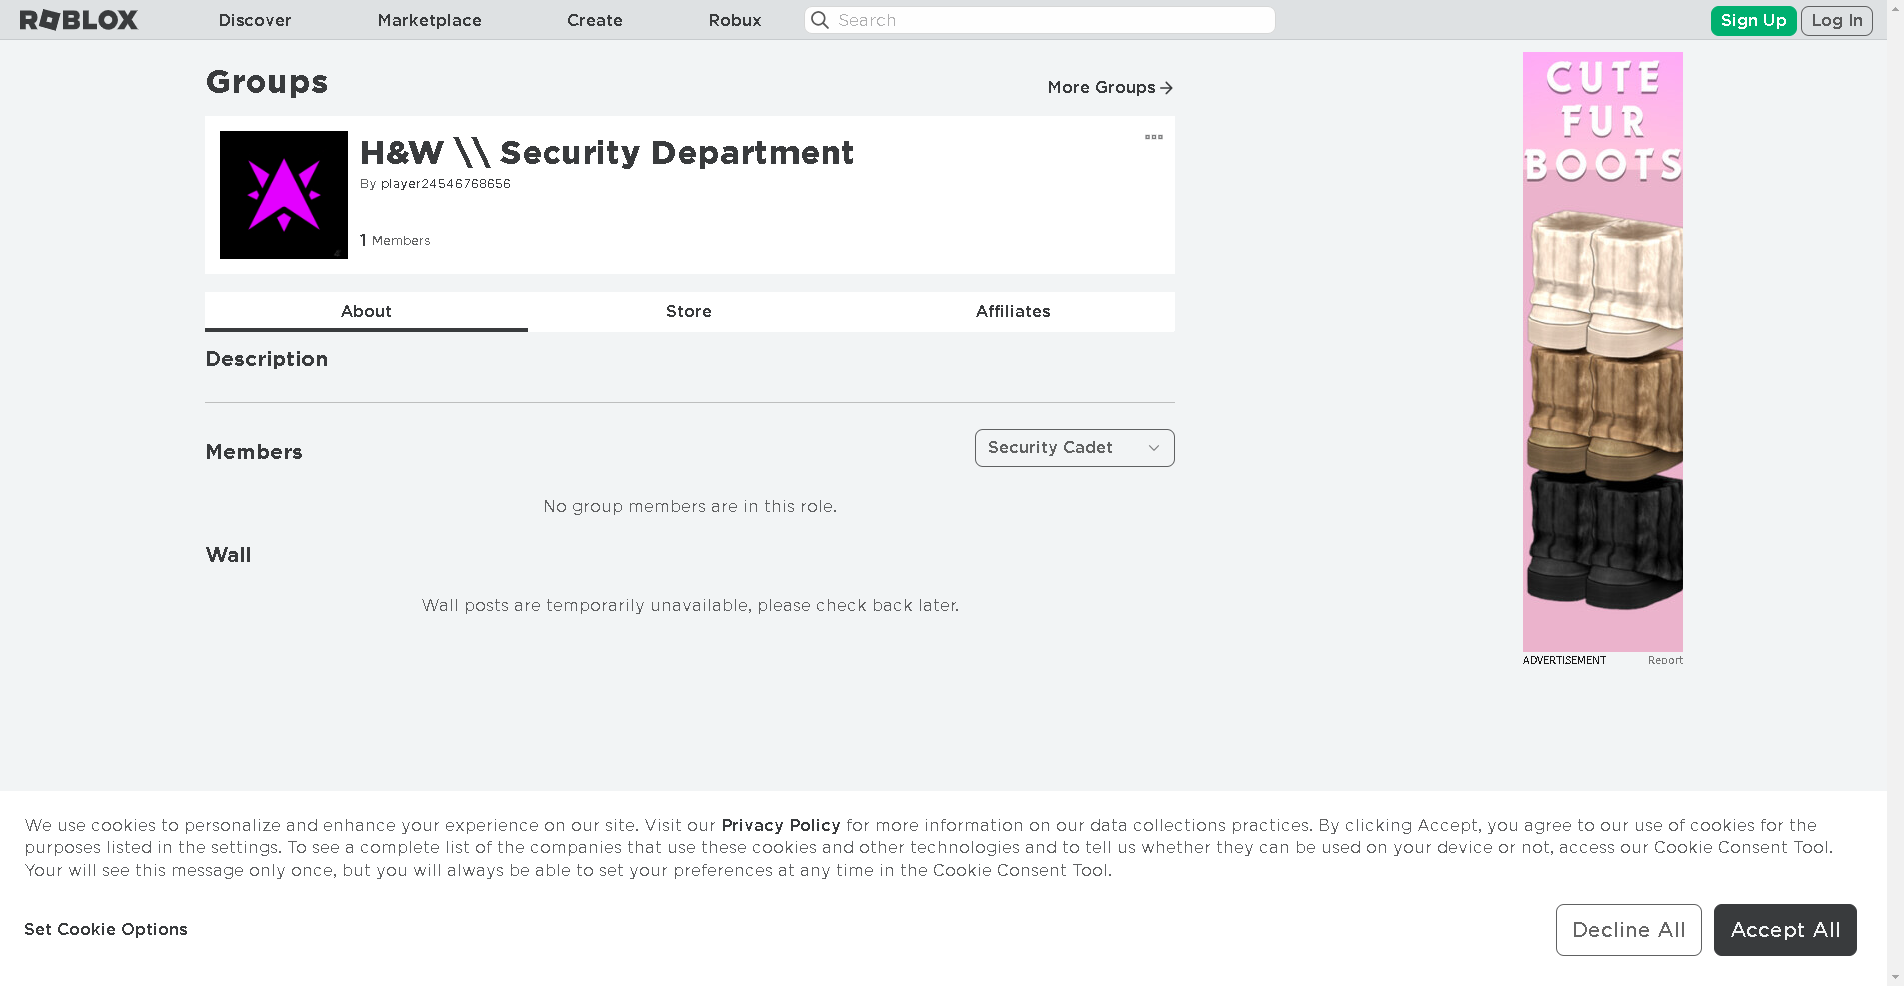 ROBLOX
Discover
Marketplace
Create
Robux
Search
Sign Up
Log In
Groups
More Groups
H&W \\ Security Department
By player24546768656
1 Members
About
Store
Affiliates
Description
Members
Security Cadet
No group members are in this role.
Wall
Wall posts are temporarily unavailable, please check back later.
CUTE
FUR
BOOTS
ADVERTISEMENT
Report
We use cookies to personalize and enhance your experience on our site. Visit our Privacy Policy for more information on our data collections practices. By clicking Accept, you agree to our use of cookies for the
purposes listed in the settings. To see a complete list of the companies that use these cookies and other technologies and to tell us whether they can be used on your device or not, access our Cookie Consent Tool.
Your will see this message only once, but you will always be able to set your preferences at any time in the Cookie Consent Tool.
Set Cookie Options
Decline All
Accept All